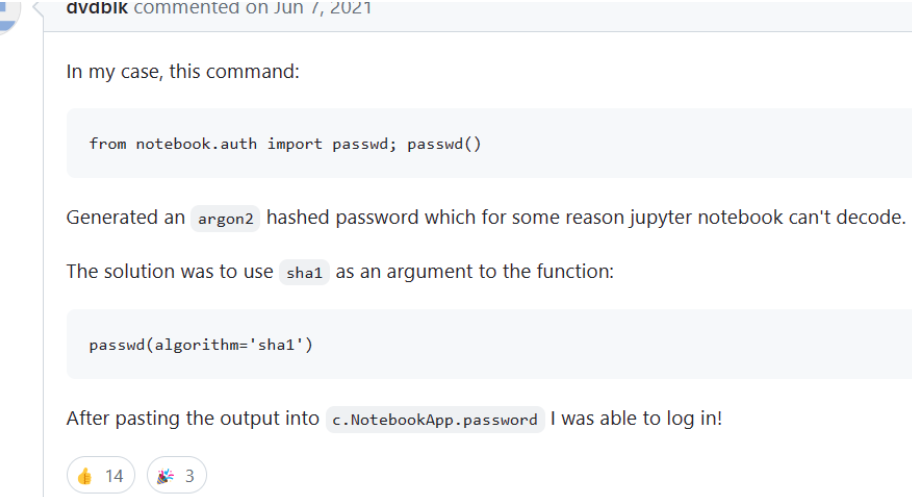 dvdblk commented on Jun 7, 2021
In my case, this command:
from notebook.auth import passwd; passwd()
Generated an argon2 hashed password which for some reason jupyter notebook can't decode.
The solution was to use sha1 as an argument to the function:
passwd(algorithm='sha1')
After pasting the output into c.NotebookApp.password I was able to log in!
👍 14 🎉 3